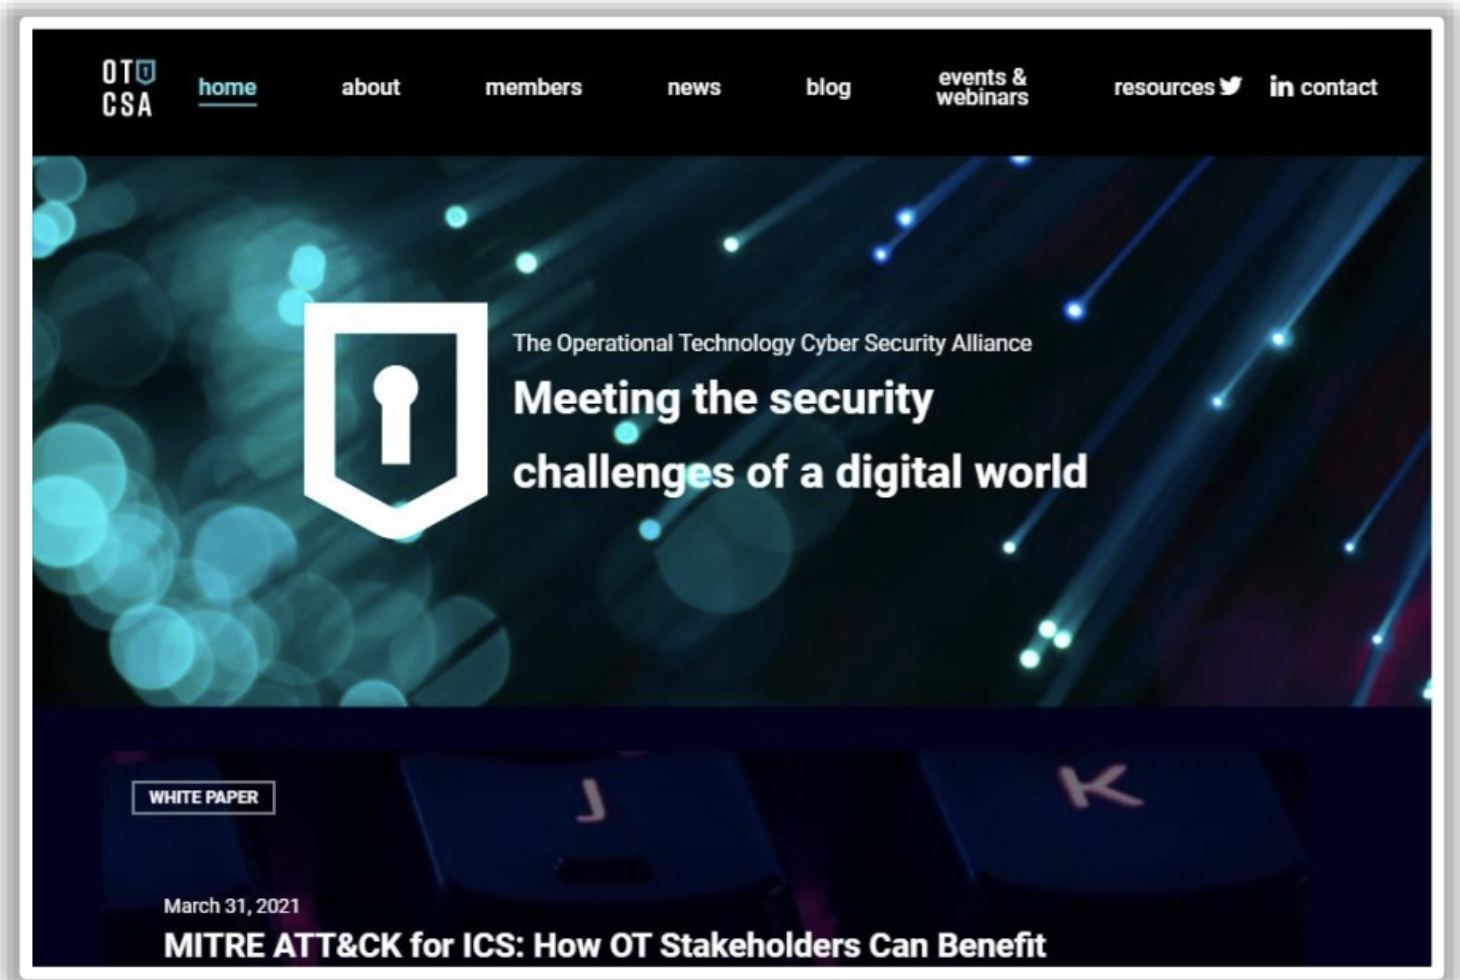 OT
CSA
home
about
members
news
blog
events &
webinars
resources
in
contact
The Operational Technology Cyber Security Alliance
Meeting the security
challenges of a digital world
J
K
WHITE PAPER
March 31, 2021
MITRE ATT&CK for ICS: How OT Stakeholders Can Benefit